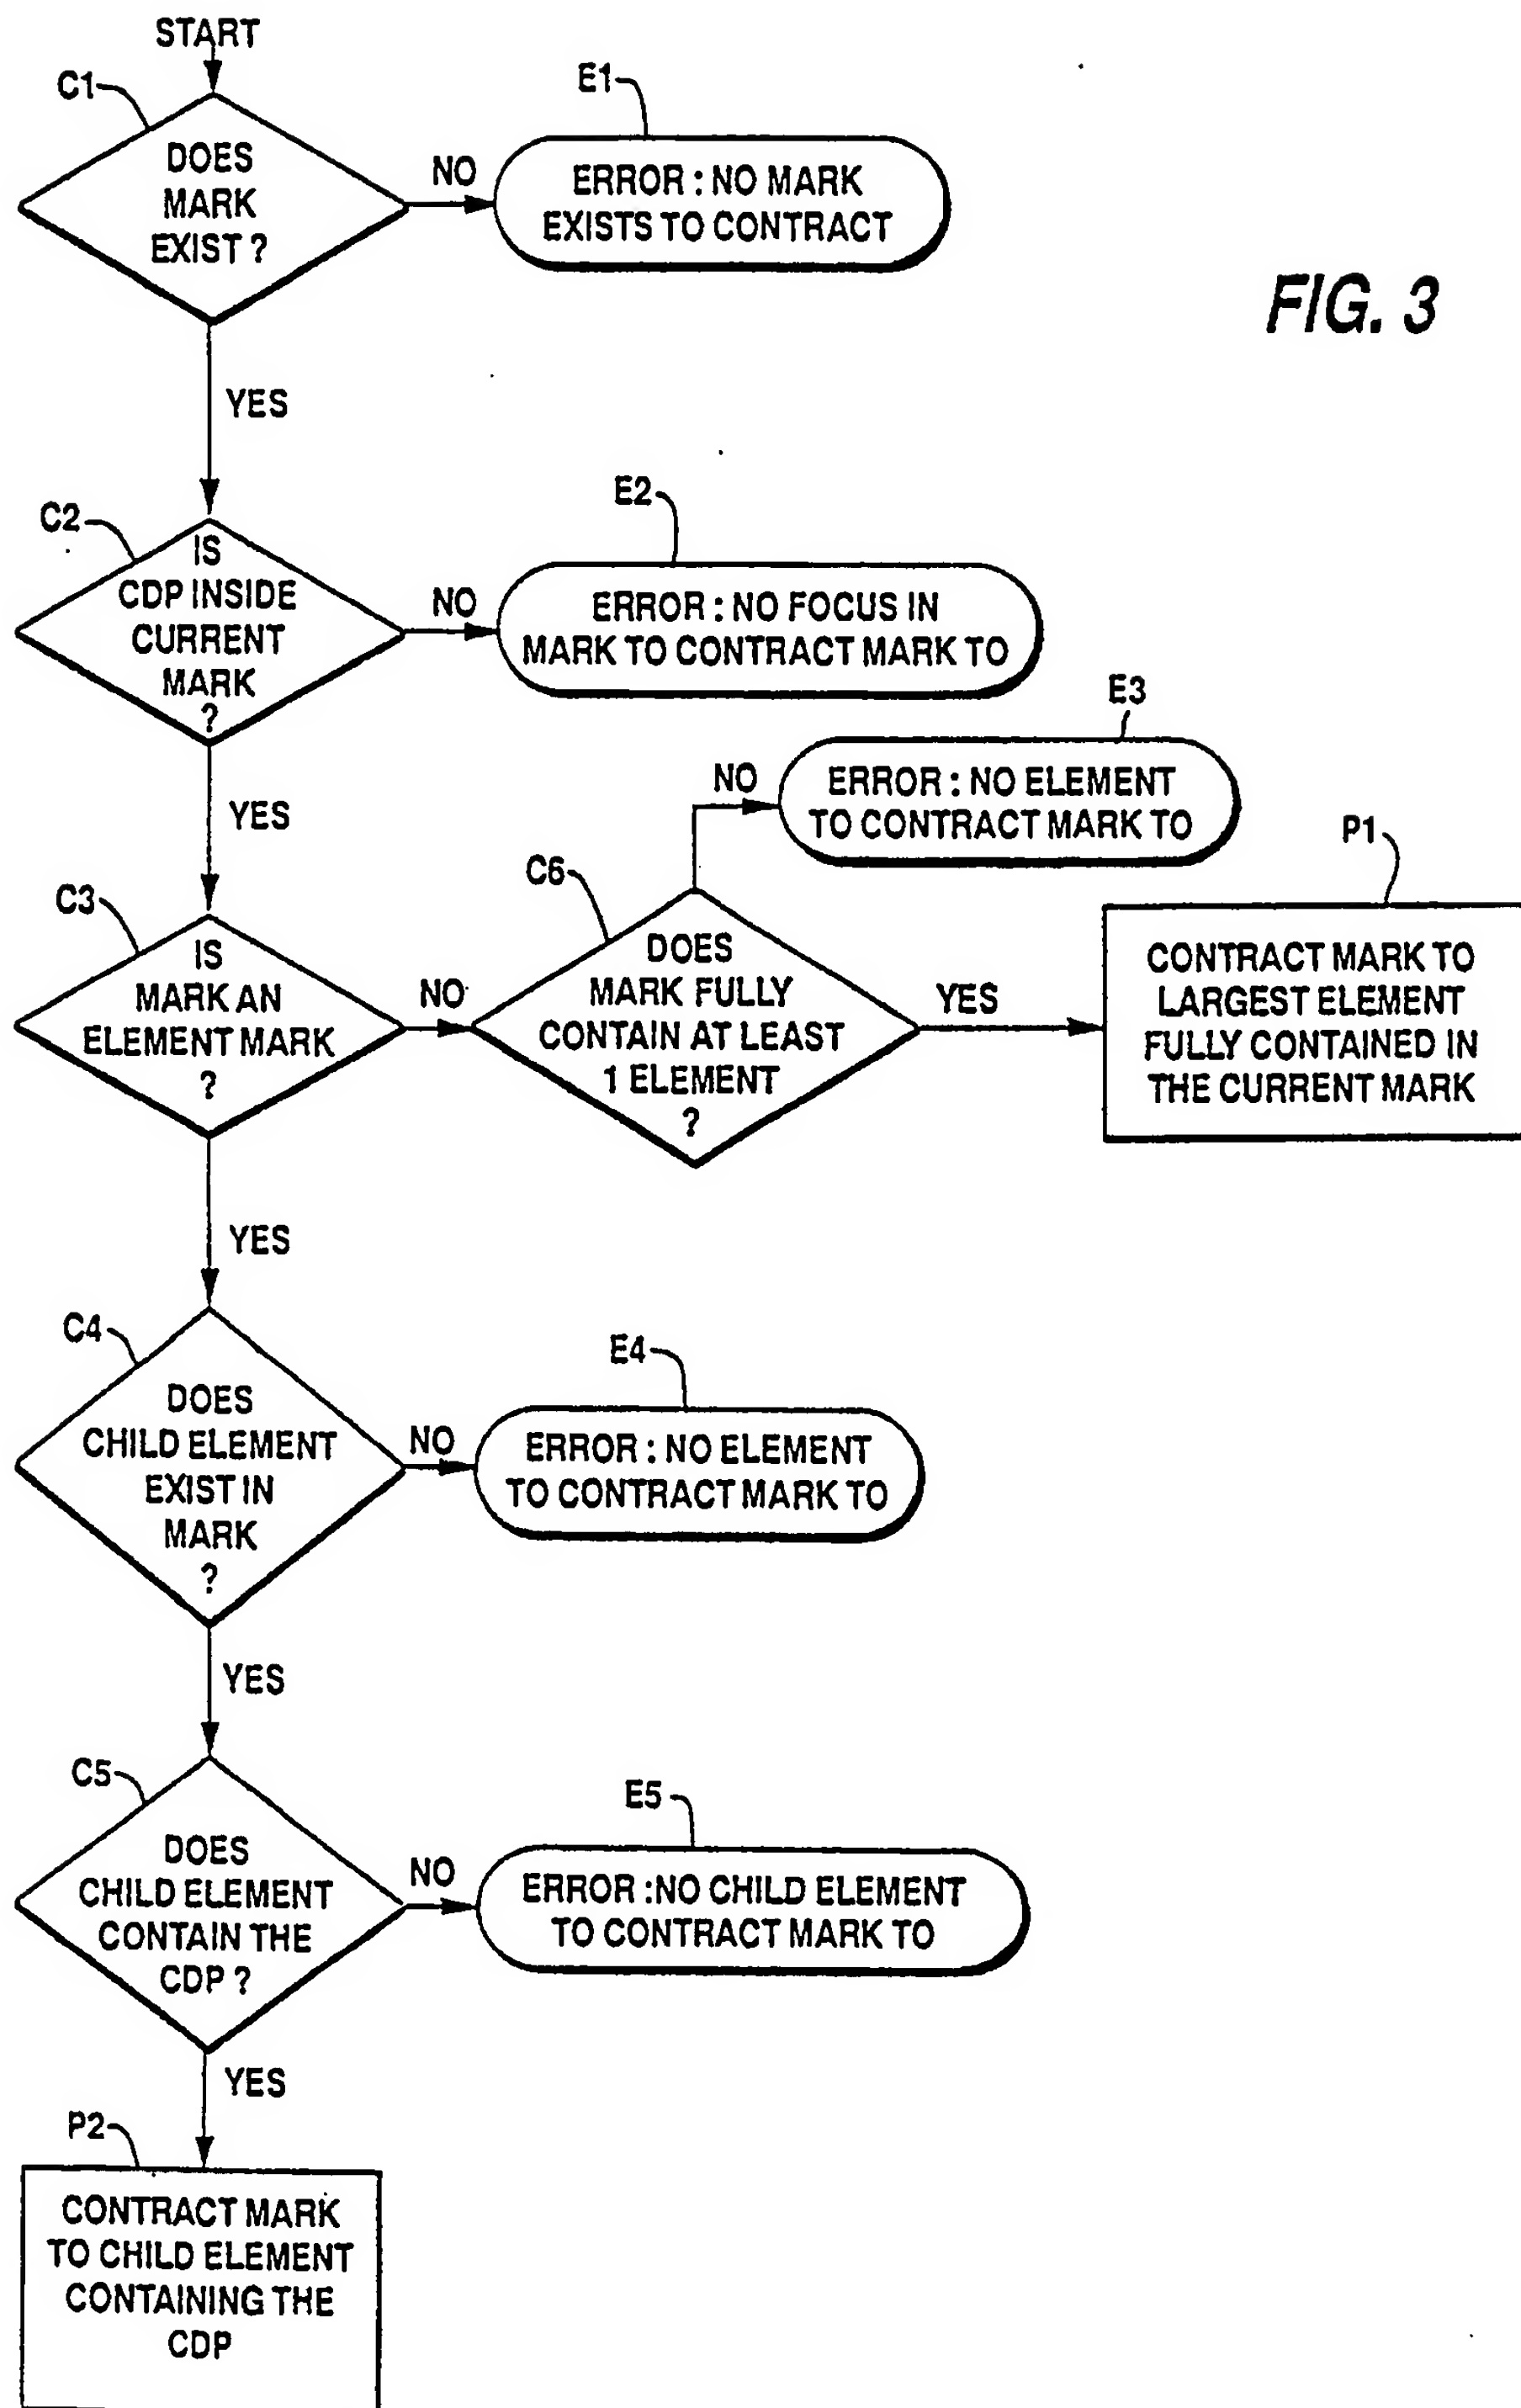 START
C1
DOES
MARK
EXIST ?
NO
E1
ERROR : NO MARK
EXISTS TO CONTRACT
FIG. 3
YES
C2
IS
CDP INSIDE
CURRENT
MARK
?
NO
E2
ERROR : NO FOCUS IN
MARK TO CONTRACT MARK TO
YES
E3
NO
ERROR : NO ELEMENT
TO CONTRACT MARK TO
C3
IS
MARK AN
ELEMENT MARK
?
NO
C6
DOES
MARK FULLY
CONTAIN AT LEAST
1 ELEMENT
?
YES
P1
CONTRACT MARK TO
LARGEST ELEMENT
FULLY CONTAINED IN
THE CURRENT MARK
YES
C4
DOES
CHILD ELEMENT
EXIST IN
MARK
?
NO
E4
ERROR : NO ELEMENT
TO CONTRACT MARK TO
YES
C5
DOES
CHILD ELEMENT
CONTAIN THE
CDP ?
NO
E5
ERROR :NO CHILD ELEMENT
TO CONTRACT MARK TO
YES
P2
CONTRACT MARK
TO CHILD ELEMENT
CONTAINING THE
CDP